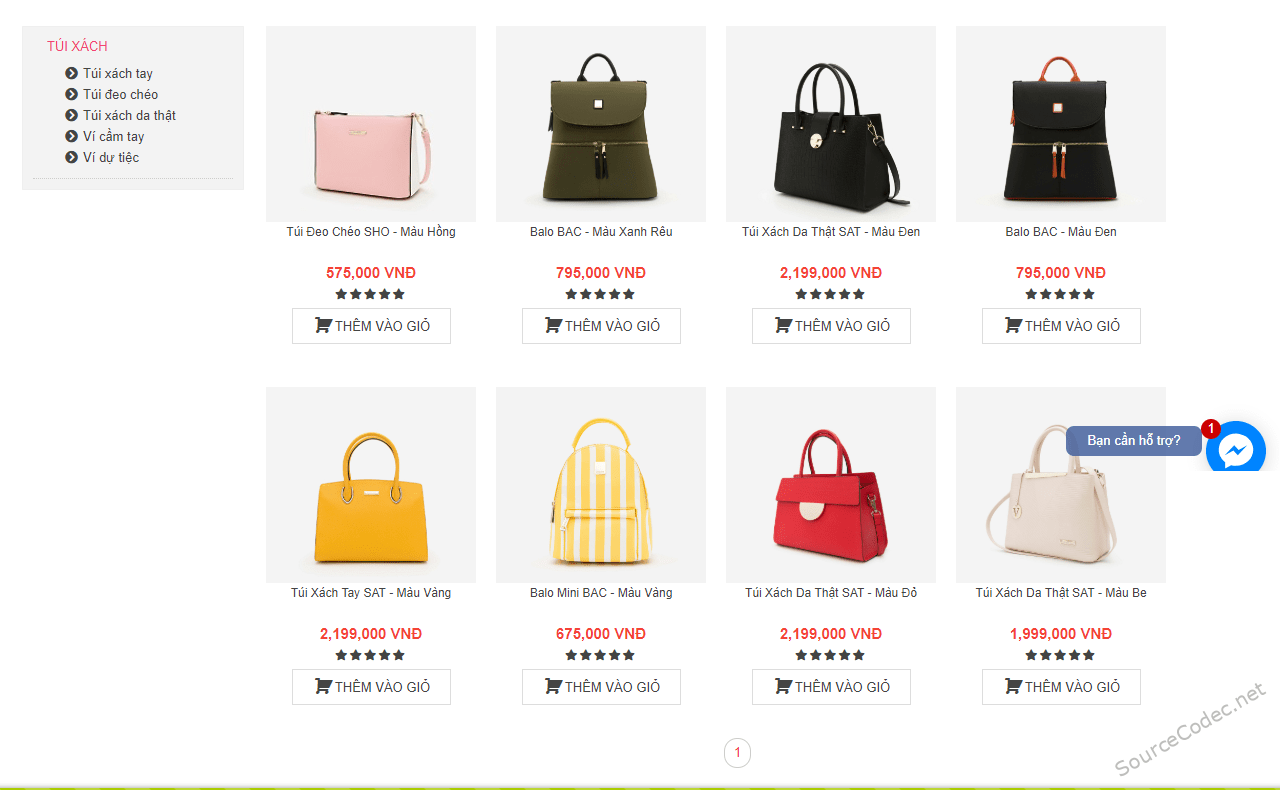 TÚI XÁCH
Túi xách tay
Túi đeo chéo
Túi xách da thật
Ví cầm tay
Ví dự tiệc
Túi Đeo Chéo SHO - Màu Hồng
Balo BAC - Màu Xanh Rêu
Túi Xách Da Thật SAT - Màu Đen
Balo BAC - Màu Đen
575,000 VNĐ
795,000 VNĐ
2,199,000 VNĐ
795,000 VNĐ
THÊM VÀO GIỎ
THÊM VÀO GIỎ
THÊM VÀO GIỎ
THÊM VÀO GIỎ
Bạn cần hỗ trợ?
1
Túi Xách Tay SAT - Màu Vàng
Balo Mini BAC - Màu Vàng
Túi Xách Da Thật SAT - Màu Đỏ
Túi Xách Da Thật SAT - Màu Be
2,199,000 VNĐ
675,000 VNĐ
2,199,000 VNĐ
1,999,000 VNĐ
THÊM VÀO GIỎ
THÊM VÀO GIỎ
THÊM VÀO GIỎ
THÊM VÀO GIỎ
1
SourceCodec.net